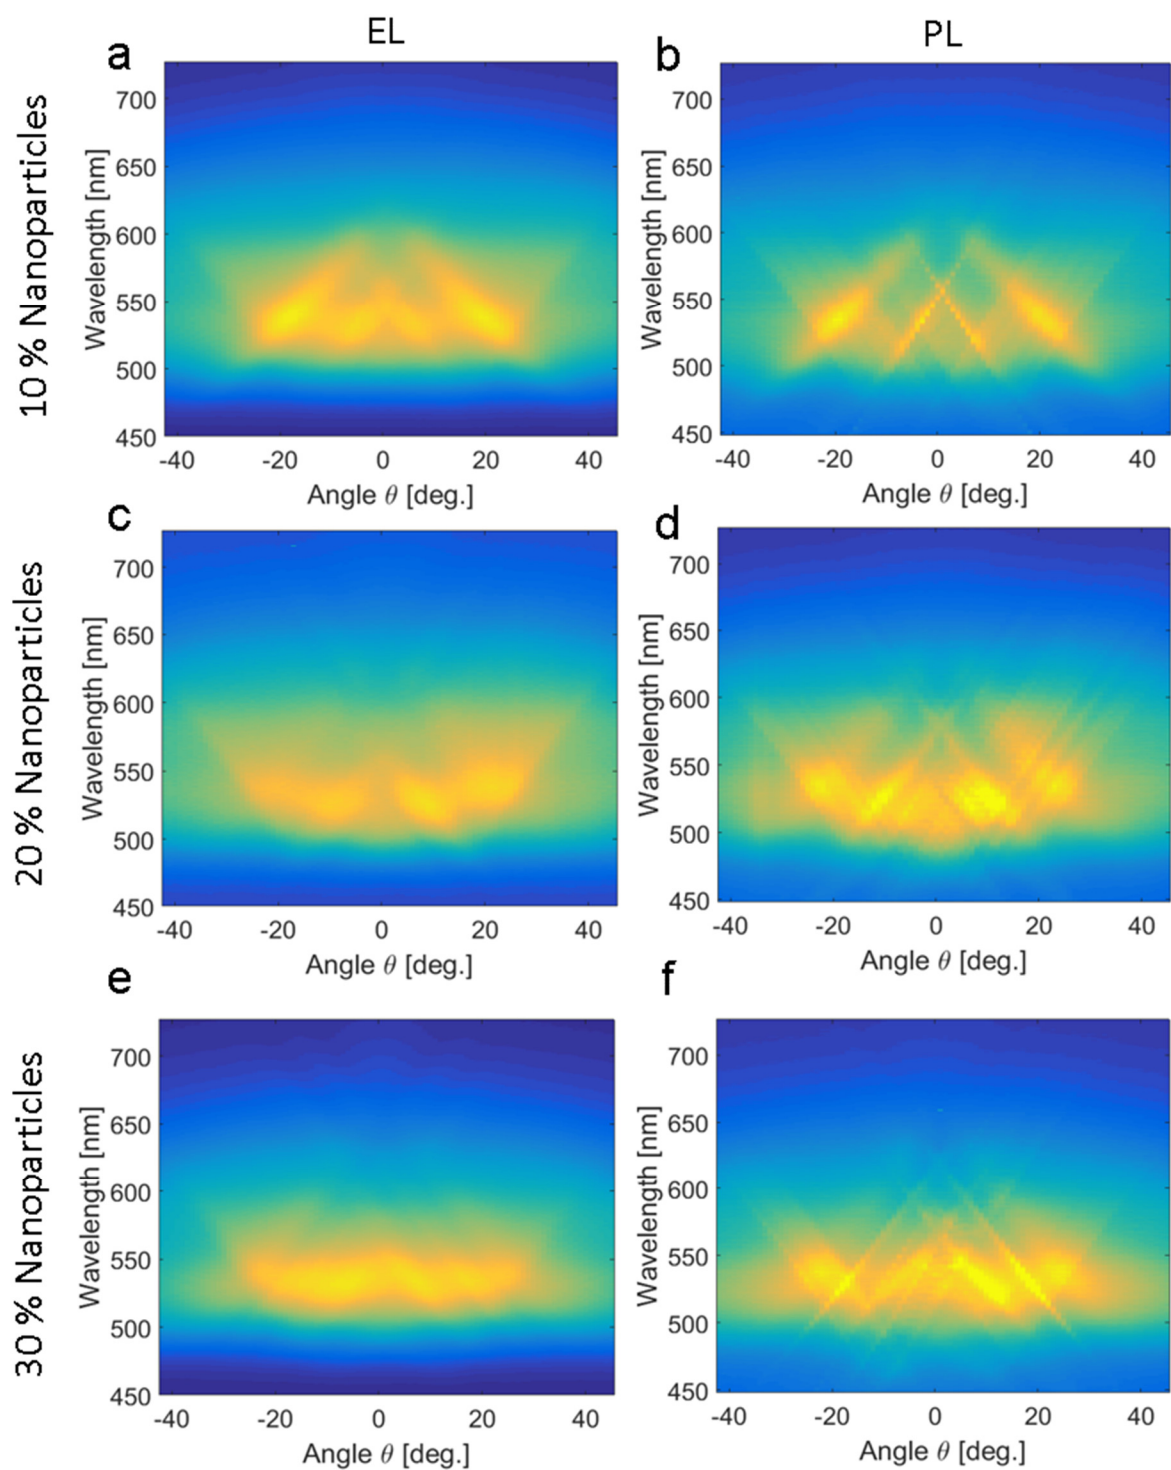 EL
PL
10 % Nanoparticles
a
700
650
600
550
500
450
Wavelength [nm]
-40 -20 0 20 40
Angle θ [deg.]
b
700
650
600
550
500
450
Wavelength [nm]
-40 -20 0 20 40
Angle θ [deg.]
20 % Nanoparticles
c
700
650
600
550
500
450
Wavelength [nm]
-40 -20 0 20 40
Angle θ [deg.]
d
700
650
600
550
500
450
Wavelength [nm]
-40 -20 0 20 40
Angle θ [deg.]
30 % Nanoparticles
e
700
650
600
550
500
450
Wavelength [nm]
-40 -20 0 20 40
Angle θ [deg.]
f
700
650
600
550
500
450
Wavelength [nm]
-40 -20 0 20 40
Angle θ [deg.]